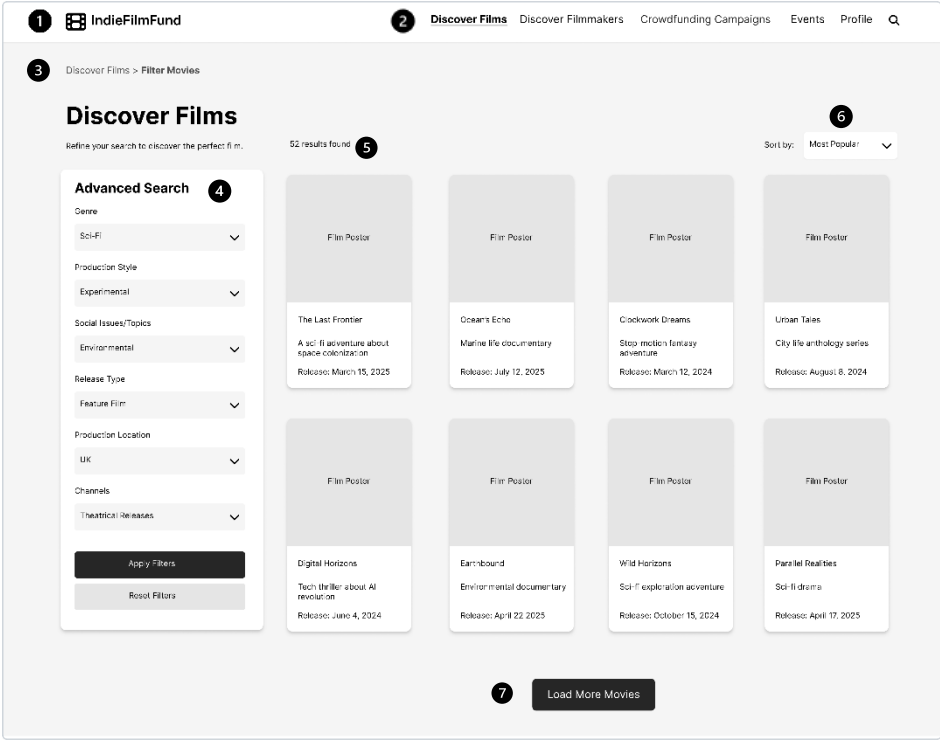 1 IndieFilmFund 2 Discover Films Discover Filmmakers Crowdfunding Campaigns Events Profile
3 Discover Films > Filter Movies
Discover Films
6
Refine your search to discover the perfect film.
52 results found 5
Sort by: Most Popular
Advanced Search 4
Genre
Sci-Fi
Production Style
Experimental
Social Issues/Topics
Environmental
Release Type
Feature Film
Production Location
UK
Channels
Theatrical Releases
Apply Filters
Reset Filters
Film Poster
The Last Frontier
A sci-fi adventure about
space colonization
Release: March 15, 2025
Film Poster
Ocean's Echo
Marine life documentary
Release: July 12, 2025
Film Poster
Clockwork Dreams
Stop-motion fantasy
adventure
Release: March 12, 2024
Film Poster
Urban Tales
City life anthology series
Release: August 8, 2024
Film Poster
Digital Horizons
Tech thriller about AI
revolution
Release: June 4, 2024
Film Poster
Earthbound
Environmental documentary
Release: April 22 2025
Film Poster
Wild Horizons
Sci-fi exploration adventure
Release: October 15, 2024
Film Poster
Parallel Realities
Sci-fi drama
Release: April 17, 2025
7 Load More Movies